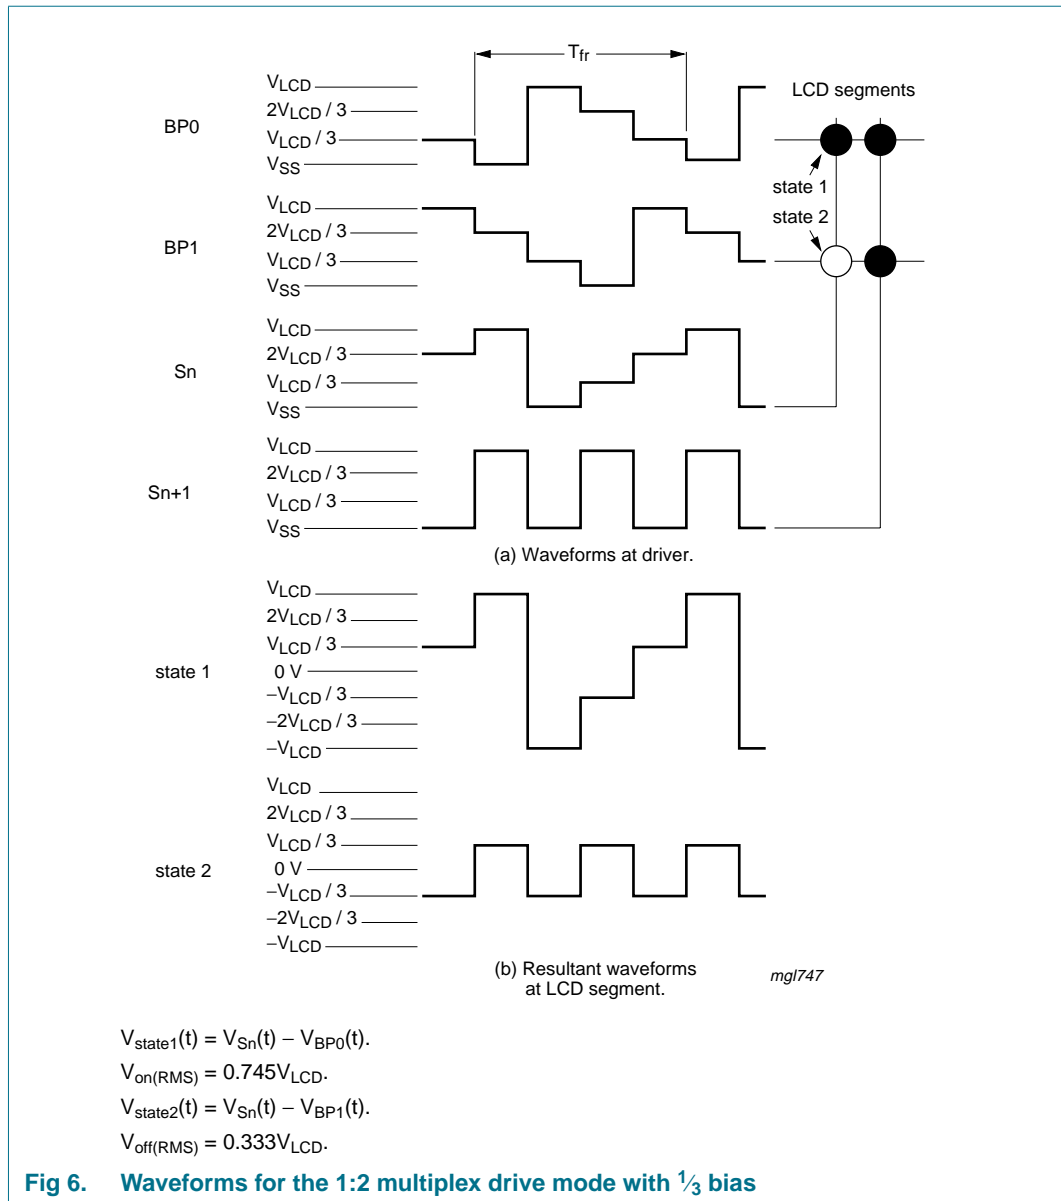 T_fr
V_LCD
2V_LCD / 3
V_LCD / 3
V_SS
BP0
LCD segments
state 1
state 2
V_LCD
2V_LCD / 3
V_LCD / 3
V_SS
BP1
V_LCD
2V_LCD / 3
V_LCD / 3
V_SS
Sn
V_LCD
2V_LCD / 3
V_LCD / 3
V_SS
Sn+1
(a) Waveforms at driver.
V_LCD
2V_LCD / 3
V_LCD / 3
0 V
−V_LCD / 3
−2V_LCD / 3
−V_LCD
state 1
V_LCD
2V_LCD / 3
V_LCD / 3
0 V
−V_LCD / 3
−2V_LCD / 3
−V_LCD
state 2
(b) Resultant waveforms
at LCD segment.
mgl747
V_state1(t) = V_Sn(t) − V_BP0(t).
V_on(RMS) = 0.745V_LCD.
V_state2(t) = V_Sn(t) − V_BP1(t).
V_off(RMS) = 0.333V_LCD.
Fig 6. Waveforms for the 1:2 multiplex drive mode with 1⁄3 bias